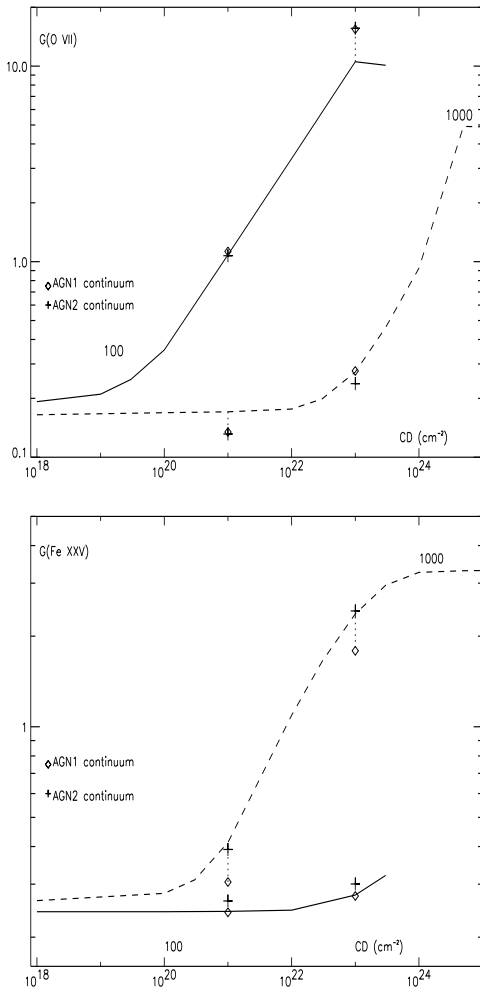 G(O VII)
10.0
1000
1.0
AGN1 continuum
AGN2 continuum
100
CD (cm⁻²)
0.1
10¹⁸ 10²⁰ 10²² 10²⁴
G(Fe XXV)
1000
1
AGN1 continuum
AGN2 continuum
100 CD (cm⁻²)
10¹⁸ 10²⁰ 10²² 10²⁴